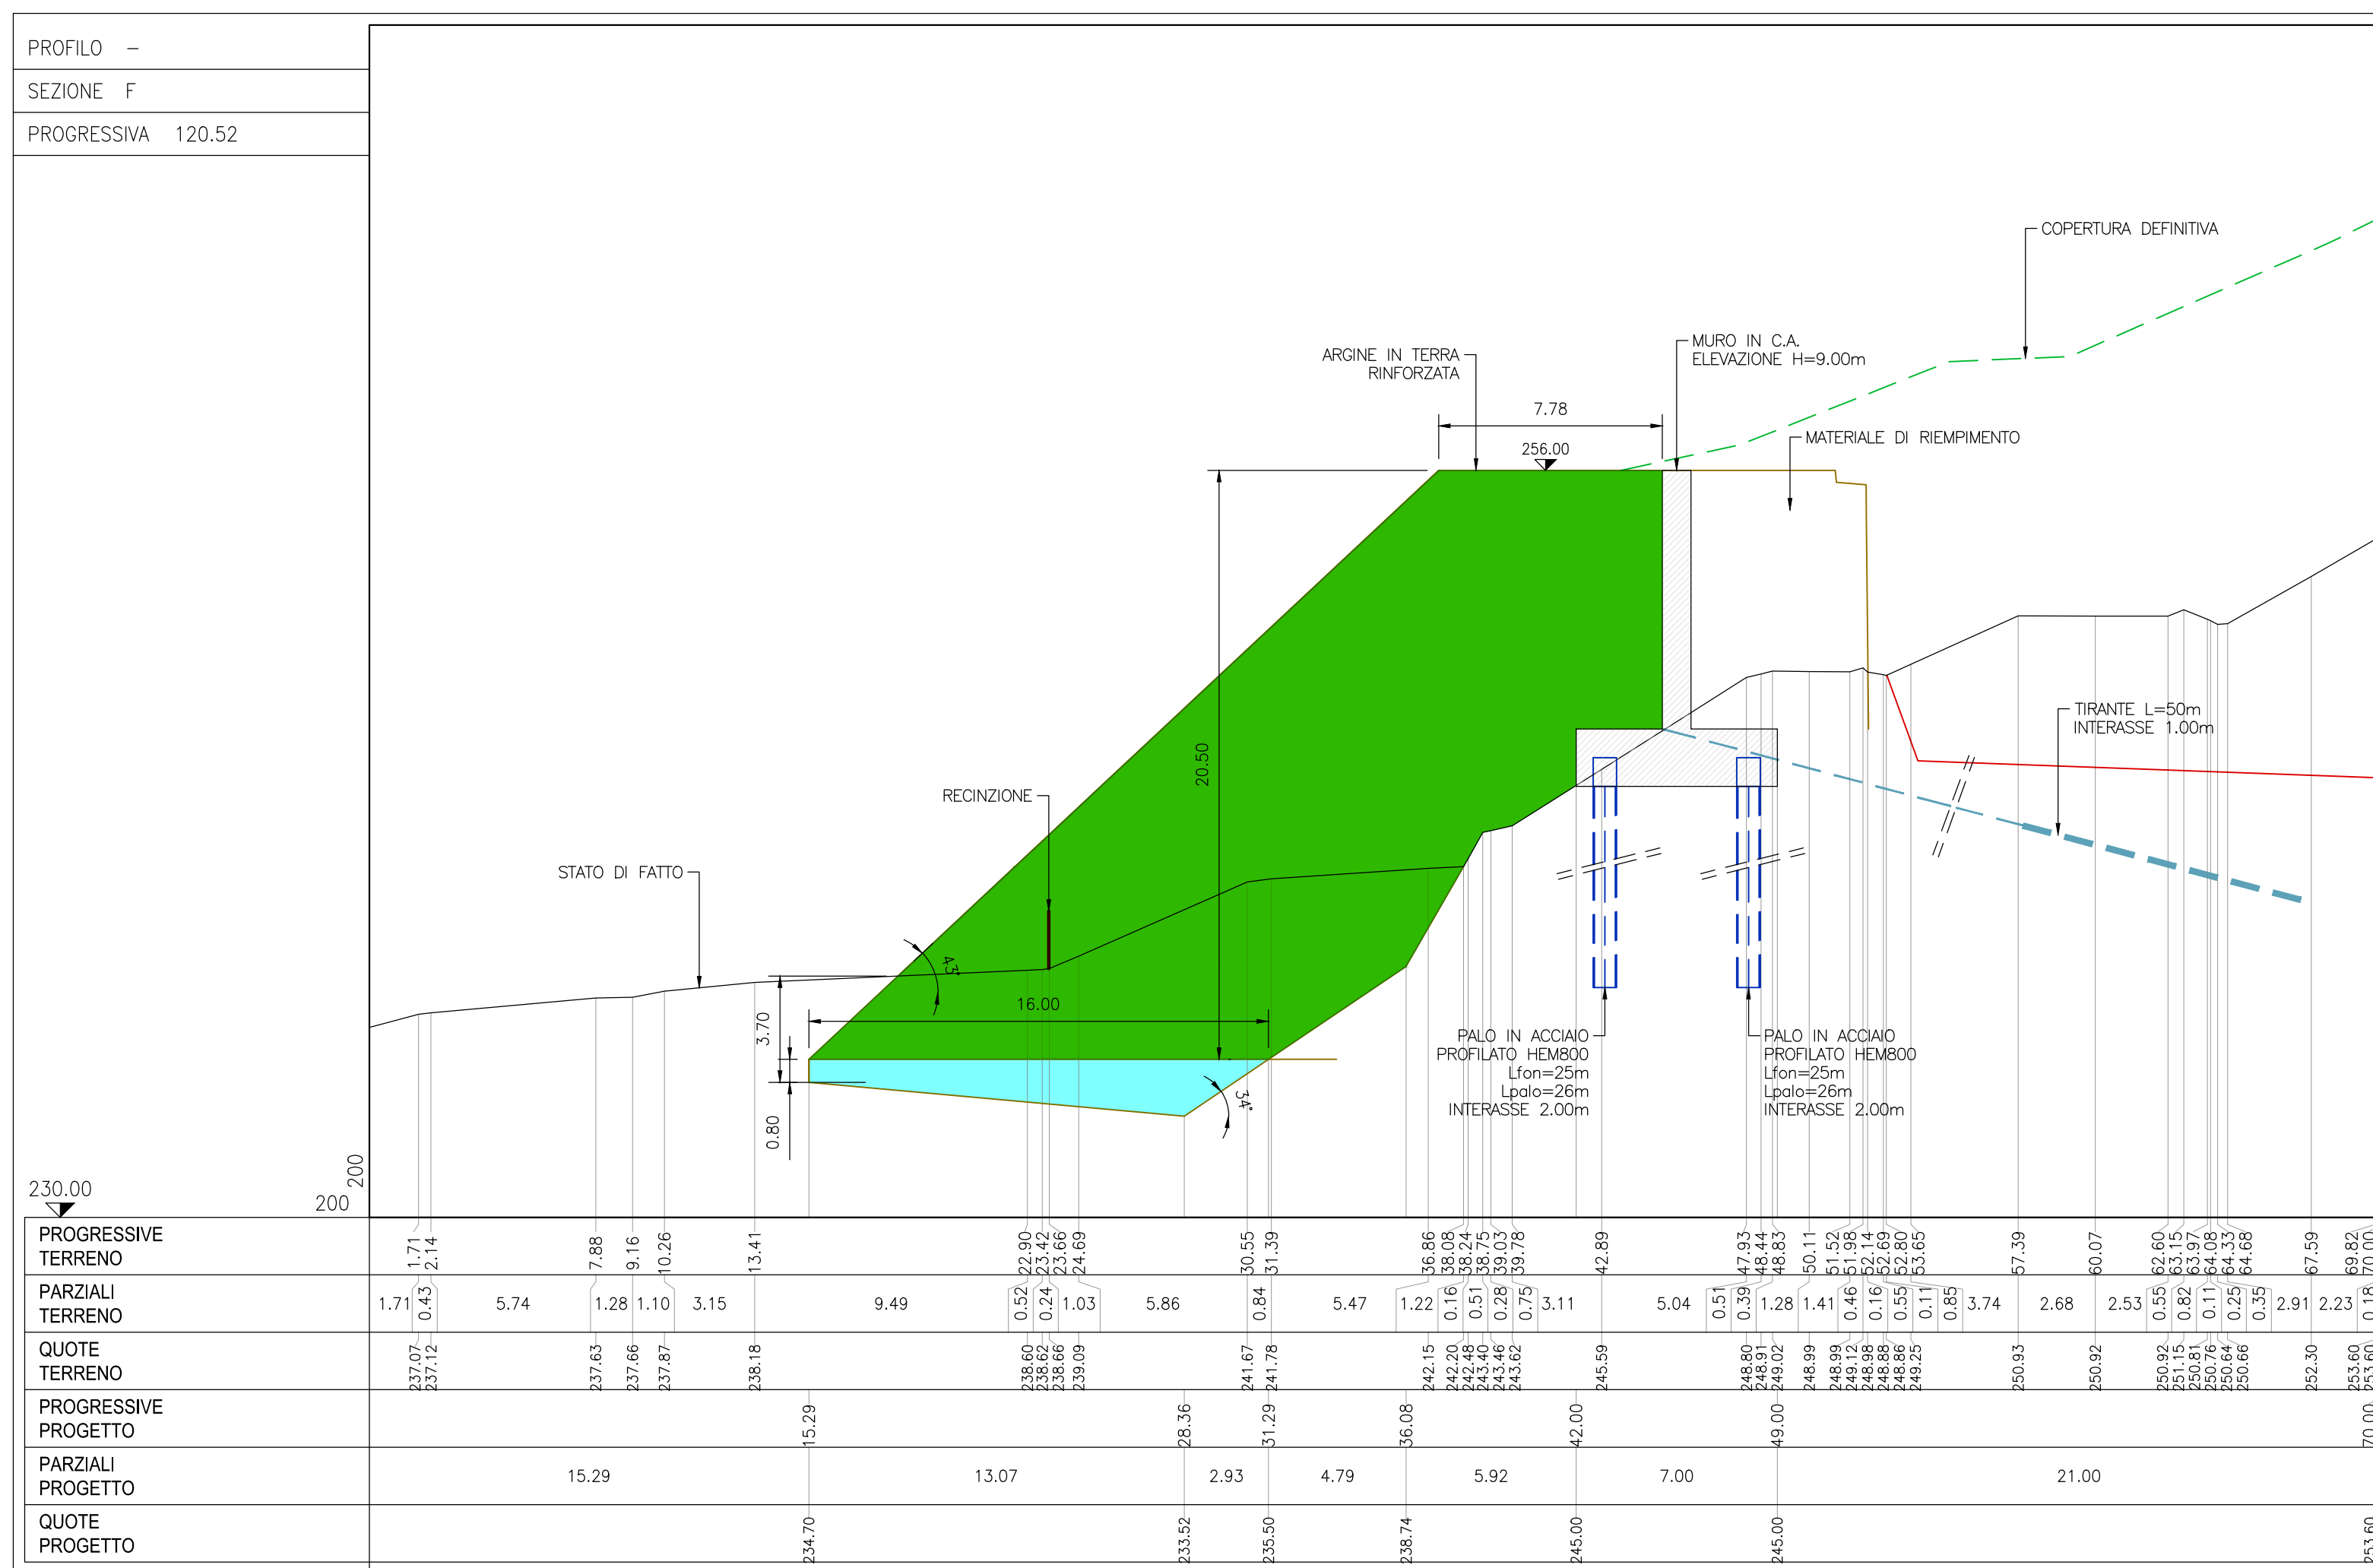 PROFILO –
SEZIONE F
PROGRESSIVA 120.52
COPERTURA DEFINITIVA
MURO IN C.A.
ELEVAZIONE H=9.00m
ARGINE IN TERRA
RINFORZATA
7.78
MATERIALE DI RIEMPIMENTO
256.00
TIRANTE L=50m
INTERASSE 1.00m
20.50
RECINZIONE
STATO DI FATTO
43°
16.00
3.70
PALO IN ACCIAIO
PROFILATO HEM800
Lfon=25m
Lpalo=26m
INTERASSE 2.00m
PALO IN ACCIAIO
PROFILATO HEM800
Lfon=25m
Lpalo=26m
INTERASSE 2.00m
34°
0.80
230.00
200
200
PROGRESSIVE
TERRENO
1.71 2.14 7.88 9.16 10.26 13.41 22.90 23.42 23.66 24.69 30.55 31.39 36.86 38.08 38.24 38.75 39.03 39.78 42.89 47.93 48.44 48.83 50.11 51.52 51.98 52.14 52.69 52.80 53.65 57.39 60.07 62.60 63.15 63.97 64.08 64.33 64.68 67.59 69.82 70.00
PARZIALI
TERRENO
1.71 0.43 5.74 1.28 1.10 3.15 9.49 0.52 0.24 1.03 5.86 0.84 5.47 1.22 0.16 0.51 0.28 0.75 3.11 5.04 0.51 0.39 1.28 1.41 0.46 0.16 0.55 0.11 0.85 3.74 2.68 2.53 0.55 0.82 0.11 0.25 0.35 2.91 2.23 0.18
QUOTE
TERRENO
237.07 237.12 237.63 237.66 237.87 238.18 238.60 238.62 238.66 239.09 241.67 241.78 242.15 242.20 242.48 243.40 243.46 243.62 245.59 248.80 248.91 249.02 248.99 248.99 249.12 248.98 248.88 248.86 249.25 250.93 250.92 250.92 251.15 250.81 250.76 250.64 250.66 252.30 253.60 253.60
PROGRESSIVE
PROGETTO
15.29 28.36 31.29 36.08 42.00 49.00 70.00
PARZIALI
PROGETTO
15.29 13.07 2.93 4.79 5.92 7.00 21.00
QUOTE
PROGETTO
234.70 233.52 235.50 238.74 245.00 245.00 253.60